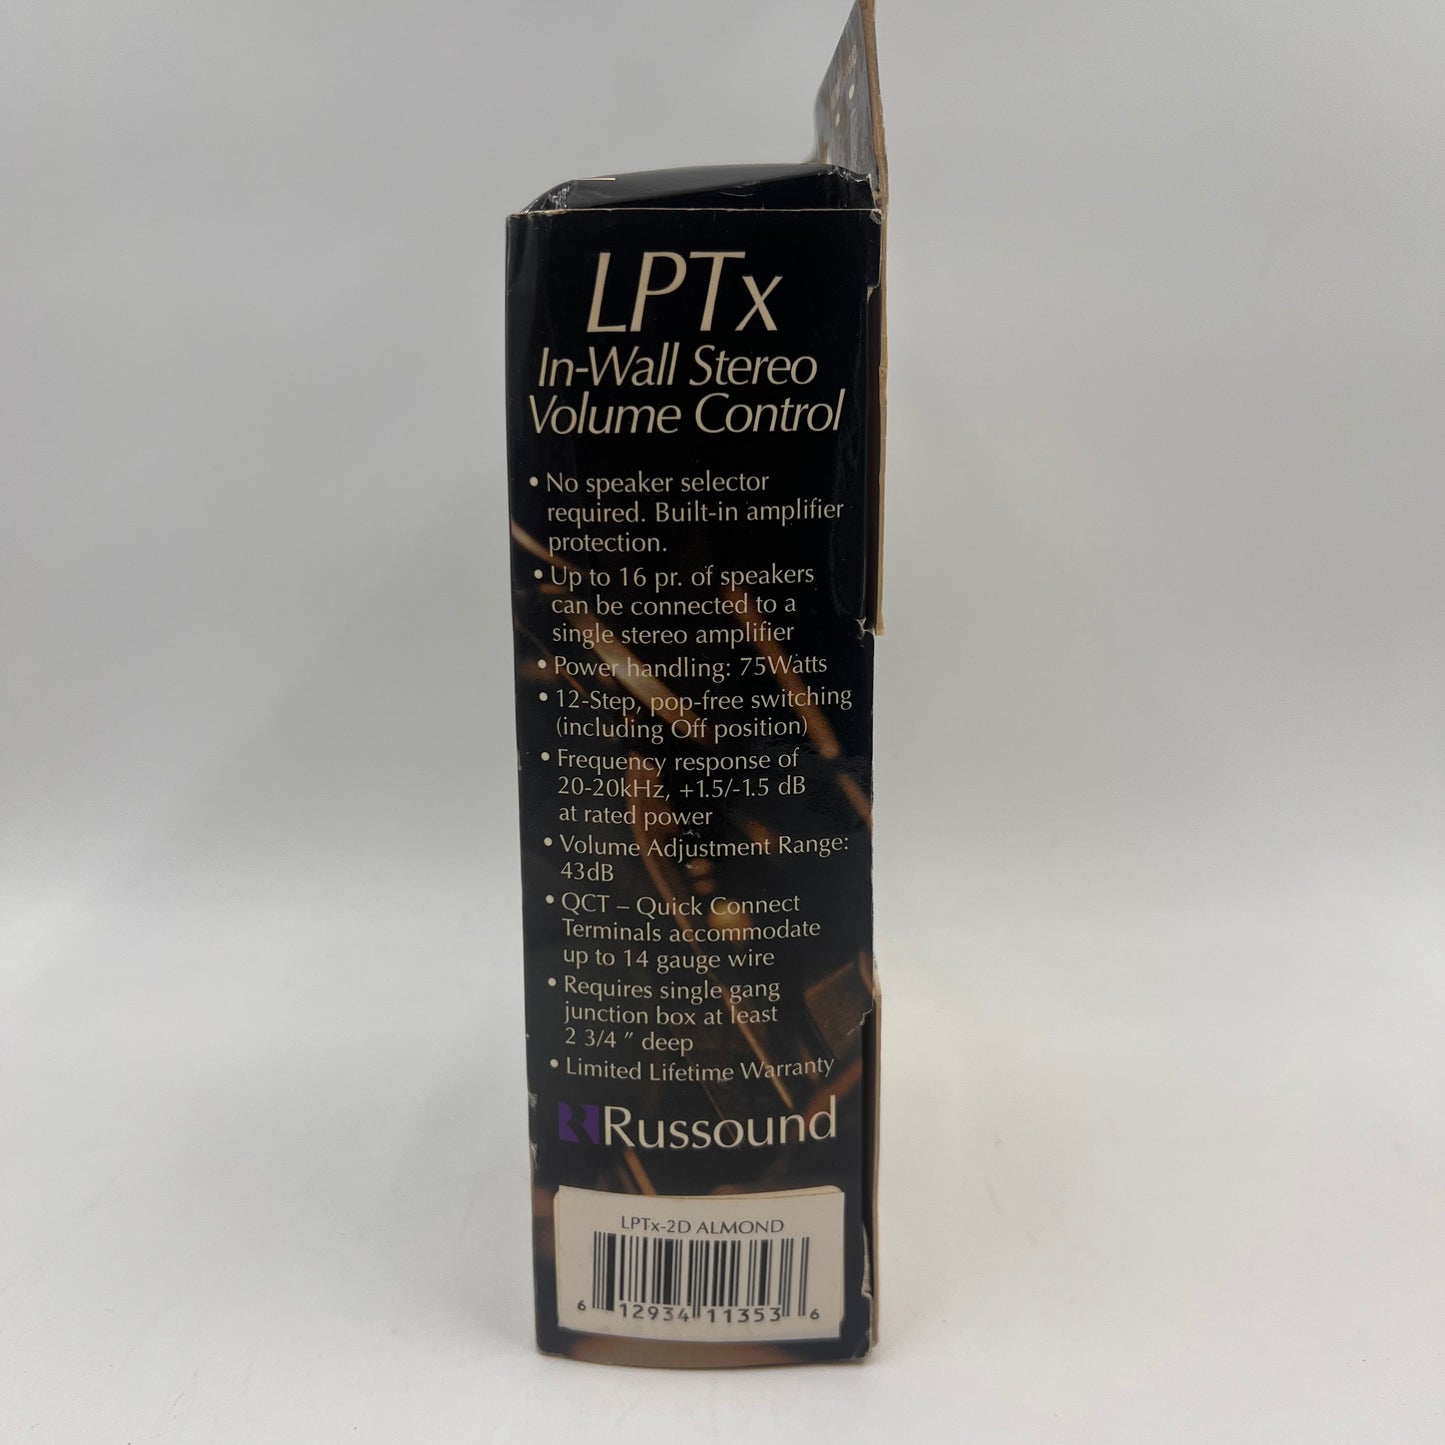 LPTx
In-Wall Stereo
Volume Control
• No speaker selector
required. Built-in amplifier
protection.
• Up to 16 pr. of speakers
can be connected to a
single stereo amplifier
• Power handling: 75Watts
• 12-Step, pop-free switching
(including Off position)
• Frequency response of
20-20kHz, +1.5/-1.5 dB
at rated power
• Volume Adjustment Range:
43dB
• QCT – Quick Connect
Terminals accommodate
up to 14 gauge wire
• Requires single gang
junction box at least
2 3/4 " deep
• Limited Lifetime Warranty
Russound
LPTx-2D ALMOND
6 12934 11353 6